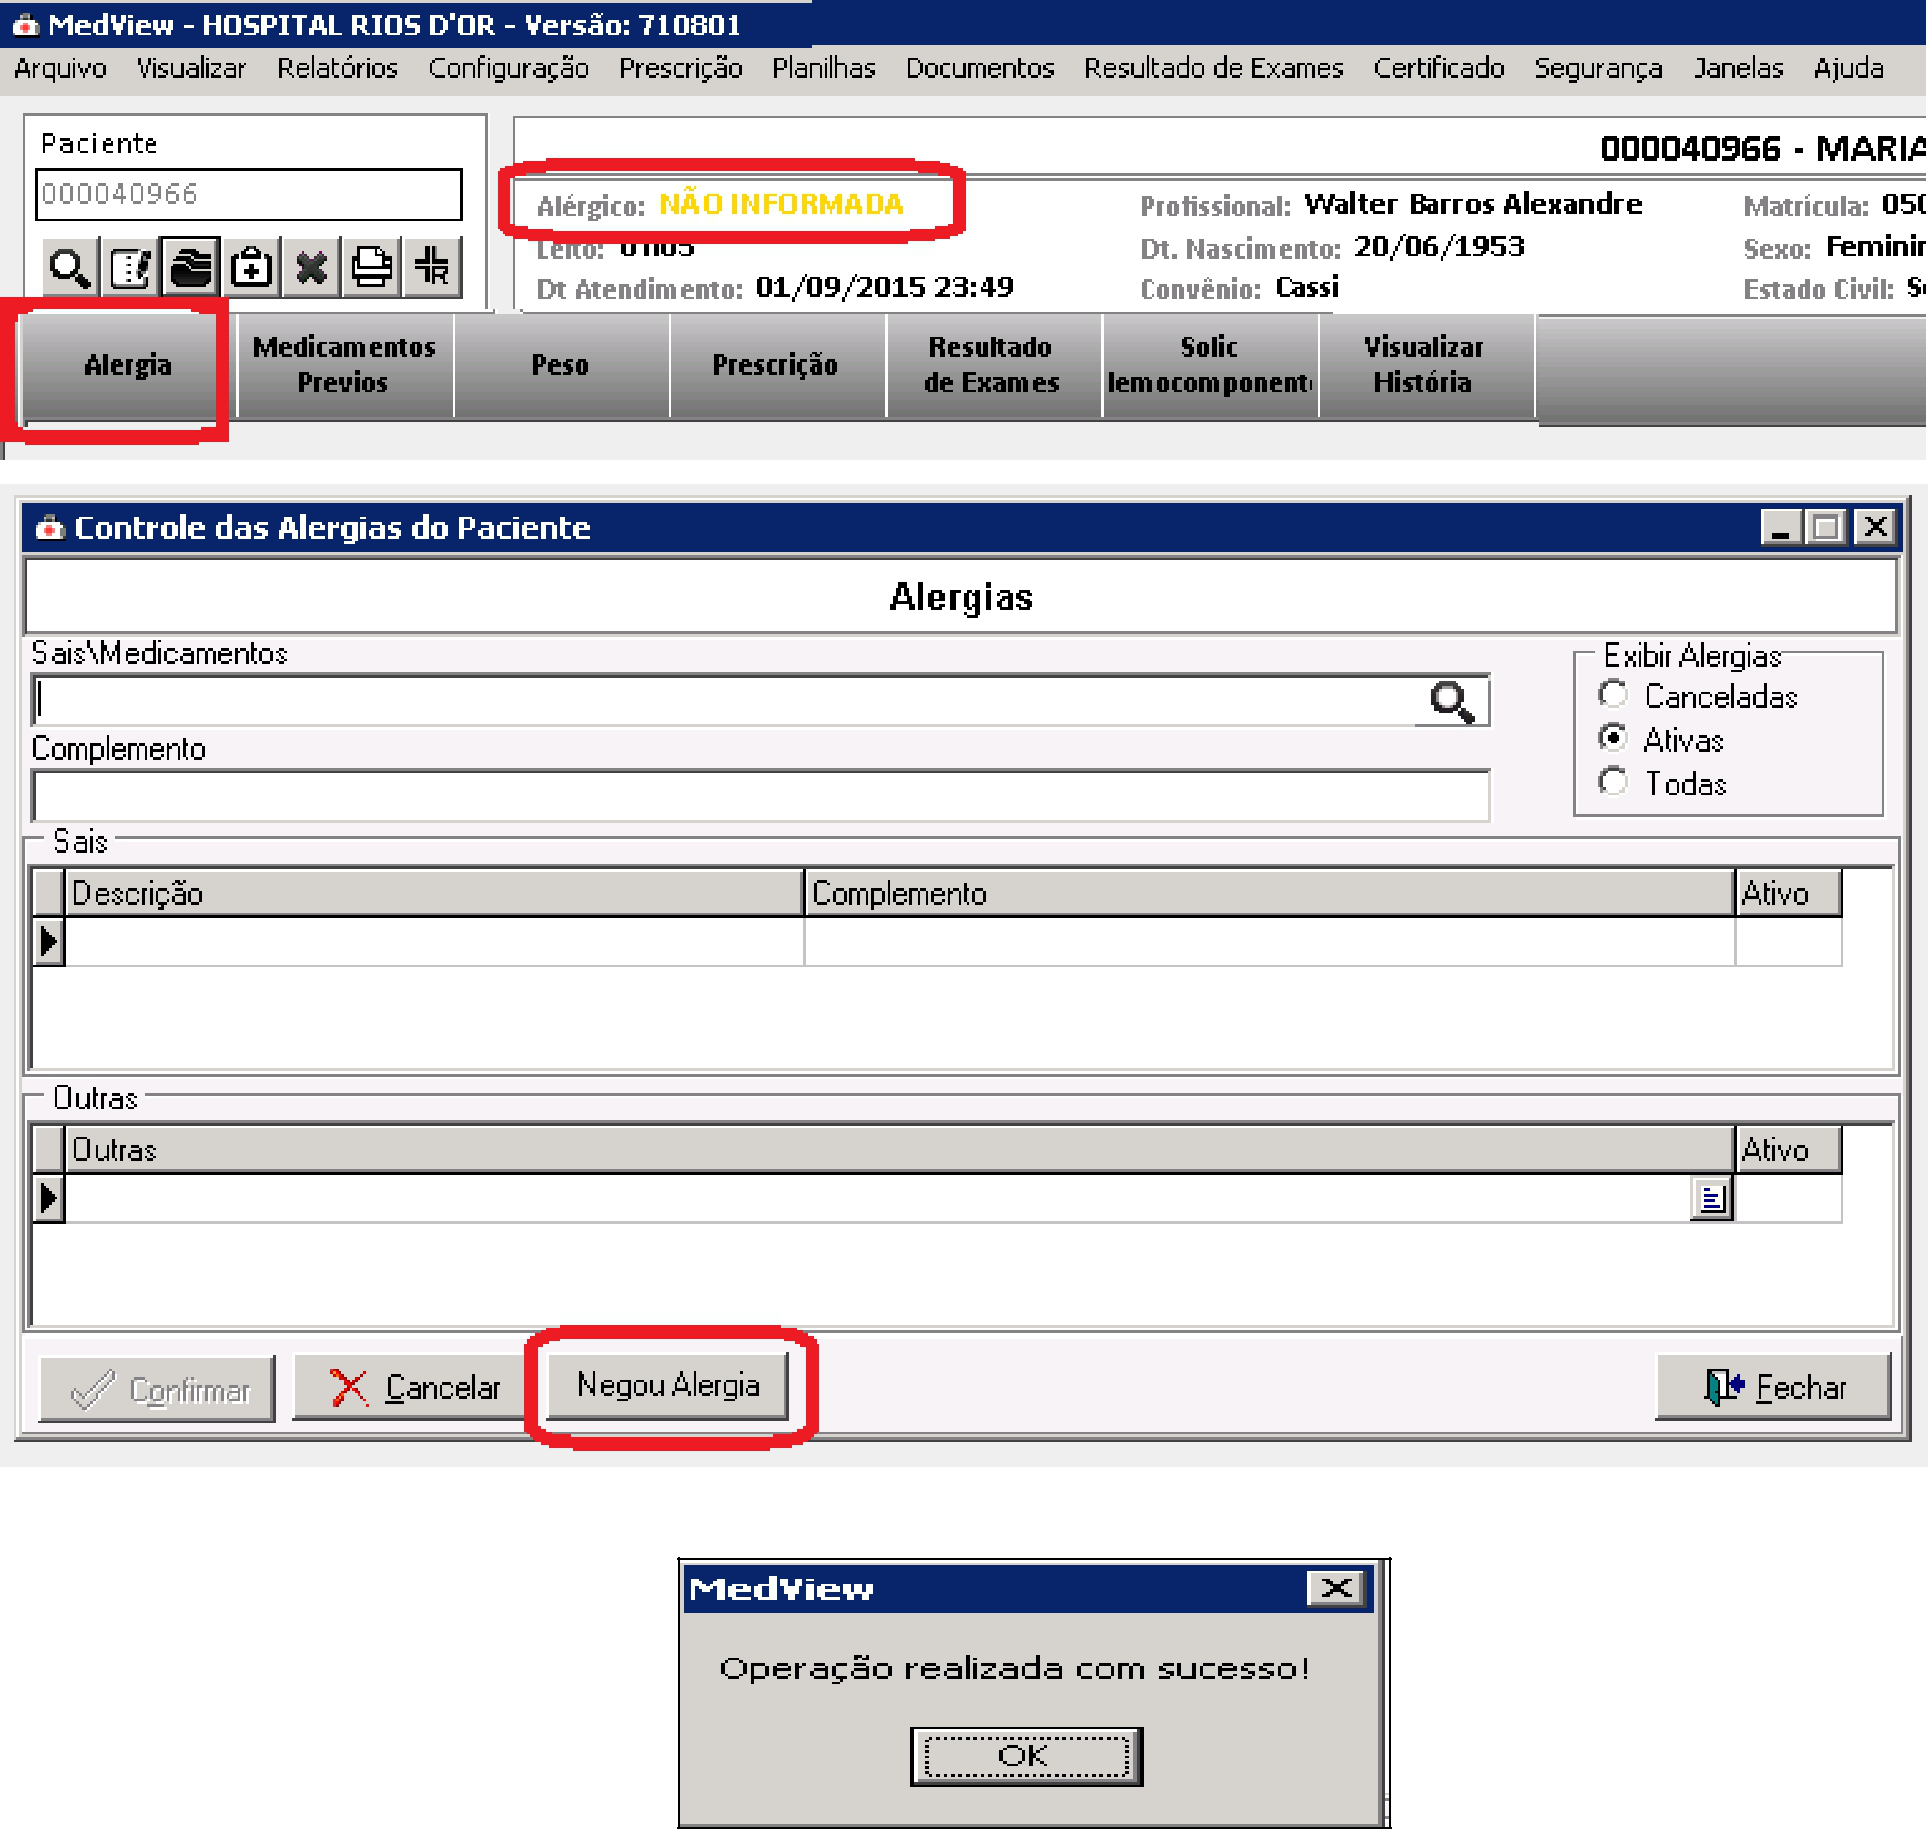 MedView - HOSPITAL RIOS D'OR - Versão: 710801
Arquivo Visualizar Relatórios Configuração Prescrição Planilhas Documentos Resultado de Exames Certificado Segurança Janelas Ajuda
Paciente
000040966
000040966 - MARIA
Alérgico: NÃO INFORMADA
Profissional: Walter Barros Alexandre
Matrícula: 050
Leito:
Dt. Nascimento: 20/06/1953
Sexo: Feminin
Dt Atendimento: 01/09/2015 23:49
Convênio: Cassi
Estado Civil: S
Alergia
Medicamentos
Previos
Peso
Prescrição
Resultado
de Exames
Solic
lemocomponent
Visualizar
História
Controle das Alergias do Paciente
Alergias
Sais\Medicamentos
Exibir Alergias
Canceladas
Ativas
Todas
Complemento
Sais
Descrição Complemento Ativo
Outras
Outras Ativo
Confirmar Cancelar Negou Alergia Fechar
MedView
Operação realizada com sucesso!
OK